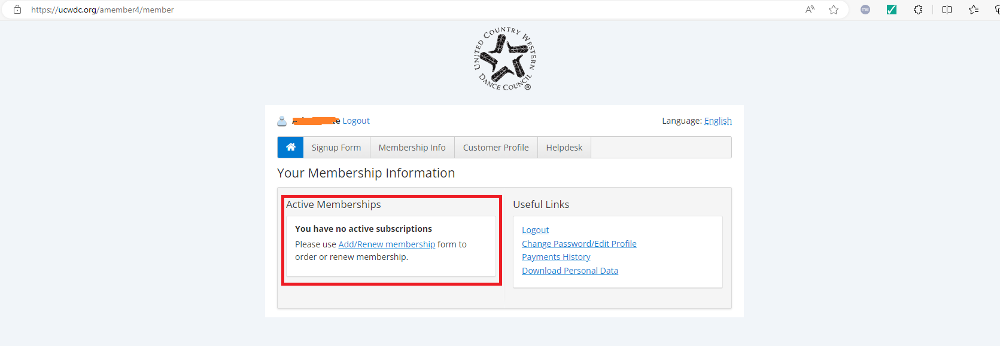 https://ucwdc.org/amember4/member
UNITED COUNTRY WESTERN
DANCE COUNCIL ®
Logout
Language: English
Signup Form
Membership Info
Customer Profile
Helpdesk
Your Membership Information
Active Memberships
You have no active subscriptions
Please use Add/Renew membership form to
order or renew membership.
Useful Links
Logout
Change Password/Edit Profile
Payments History
Download Personal Data